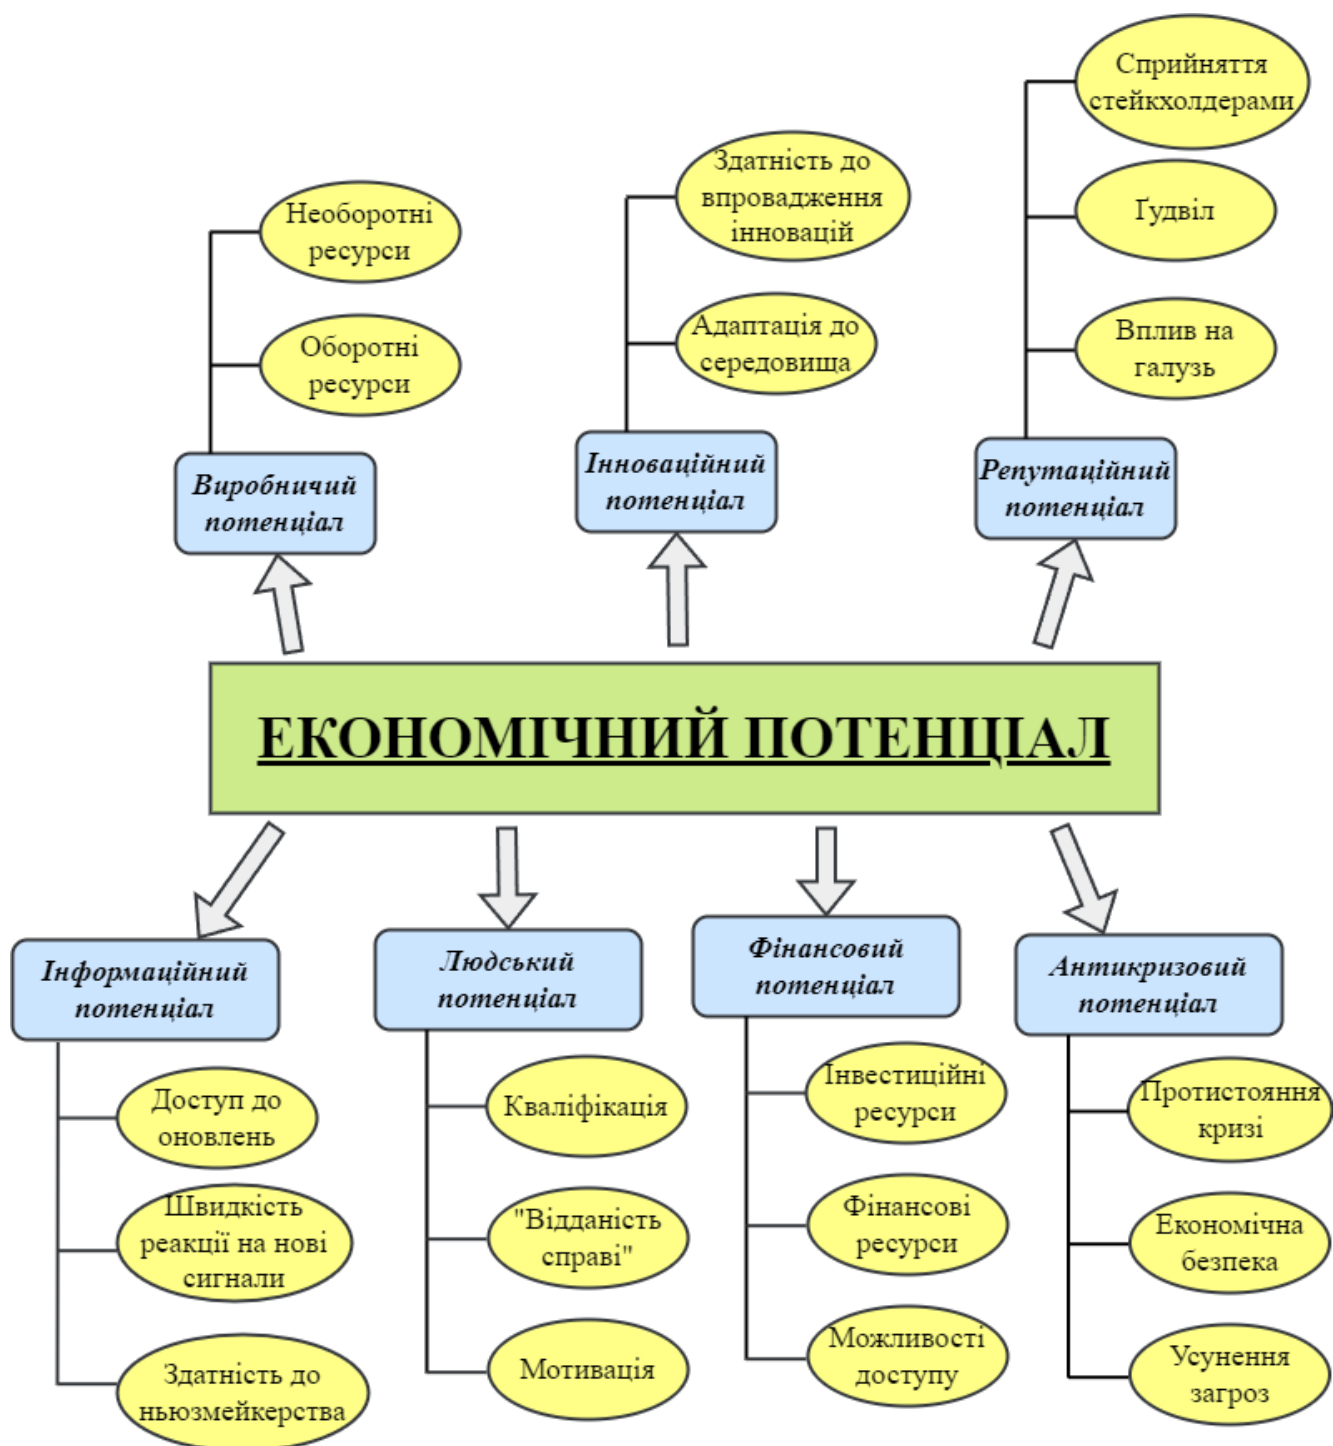 Сприйняття
стейкхолдерами
Здатність до
впровадження
інновацій
Необоротні
ресурси
Ґудвіл
Оборотні
ресурси
Адаптація до
середовища
Вплив на
галузь
Виробничий
потенціал
Інноваційний
потенціал
Репутаційний
потенціал
ЕКОНОМІЧНИЙ ПОТЕНЦІАЛ
Інформаційний
потенціал
Людський
потенціал
Фінансовий
потенціал
Антикризовий
потенціал
Доступ до
оновлень
Швидкість
реакції на нові
сигнали
Здатність до
ньюзмейкерства
Кваліфікація
"Відданість
справі"
Мотивація
Інвестиційні
ресурси
Фінансові
ресурси
Можливості
доступу
Протистояння
кризі
Економічна
безпека
Усунення
загроз